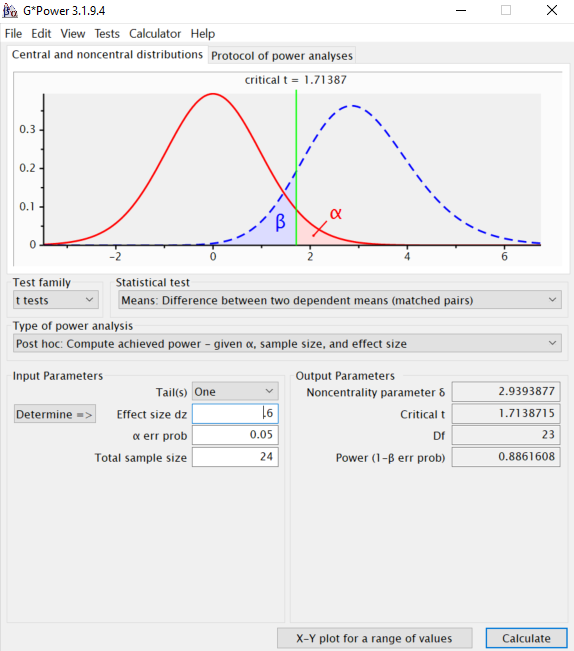 G*Power 3.1.9.4
File Edit View Tests Calculator Help
Central and noncentral distributions Protocol of power analyses
critical t = 1.71387
0.3
0.2
0.1
0
β α
-2 0 2 4 6
Test family Statistical test
t tests Means: Difference between two dependent means (matched pairs)
Type of power analysis
Post hoc: Compute achieved power - given α, sample size, and effect size
Input Parameters Output Parameters
Tail(s) One Noncentrality parameter δ 2.9393877
Determine => Effect size dz .6 Critical t 1.7138715
α err prob 0.05 Df 23
Total sample size 24 Power (1-β err prob) 0.8861608
X-Y plot for a range of values Calculate